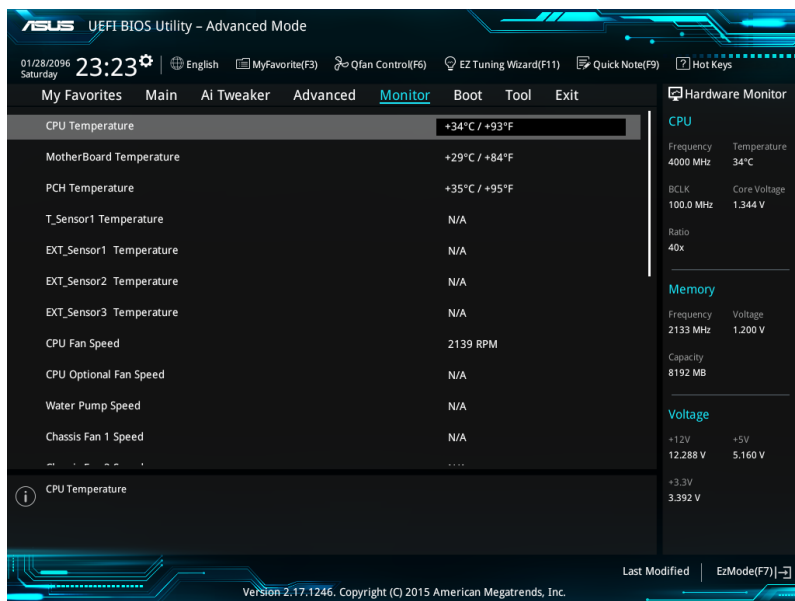 ASUS UEFI BIOS Utility – Advanced Mode
01/28/2096
Saturday
23:23
English
MyFavorite(F3)
Qfan Control(F6)
EZ Tuning Wizard(F11)
Quick Note(F9)
? Hot Keys
My Favorites Main Ai Tweaker Advanced Monitor Boot Tool Exit
CPU Temperature +34°C / +93°F
MotherBoard Temperature +29°C / +84°F
PCH Temperature +35°C / +95°F
T_Sensor1 Temperature N/A
EXT_Sensor1 Temperature N/A
EXT_Sensor2 Temperature N/A
EXT_Sensor3 Temperature N/A
CPU Fan Speed 2139 RPM
CPU Optional Fan Speed N/A
Water Pump Speed N/A
Chassis Fan 1 Speed N/A
CPU Temperature
Hardware Monitor
CPU
Frequency Temperature
4000 MHz 34°C
BCLK Core Voltage
100.0 MHz 1.344 V
Ratio
40x
Memory
Frequency Voltage
2133 MHz 1.200 V
Capacity
8192 MB
Voltage
+12V +5V
12.288 V 5.160 V
+3.3V
3.392 V
Last Modified
EzMode(F7)
Version 2.17.1246. Copyright (C) 2015 American Megatrends, Inc.